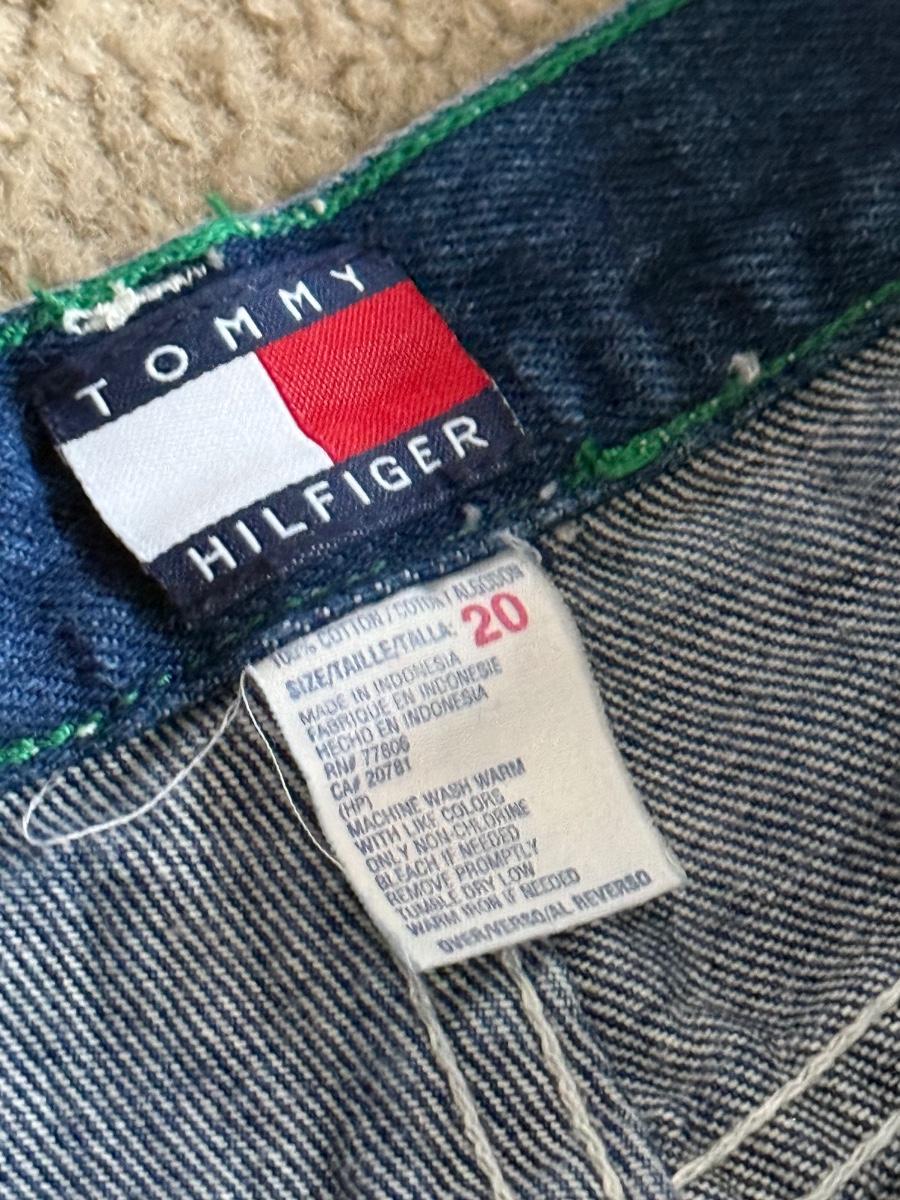 TOMMY
HILFIGER
100% COTTON / COTON / ALGODON
SIZE/TAILLE/TALLA: 20
MADE IN INDONESIA
FABRIQUE EN INDONESIE
HECHO EN INDONESIA
RN# 77806
CA# 20781
(HP)
MACHINE WASH WARM
WITH LIKE COLORS
ONLY NON-CHLORINE
BLEACH IF NEEDED
REMOVE PROMPTLY
TUMBLE DRY LOW
WARM IRON IF NEEDED
OVER/VERSO/AL REVERSO